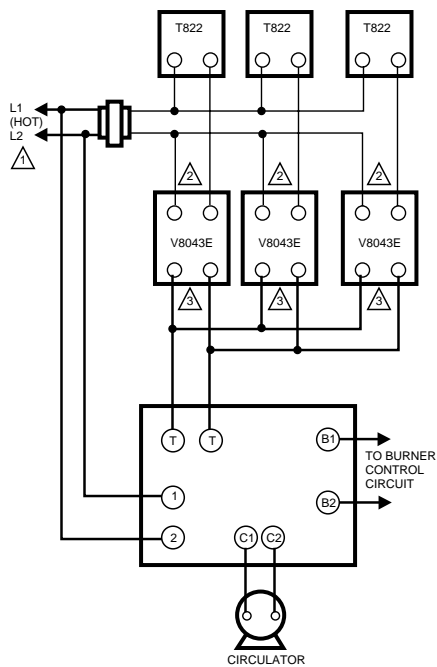 T822 T822 T822
L1
(HOT)
L2
1
2 2 2
V8043E V8043E V8043E
3 3 3
T T B1
TO BURNER
CONTROL
CIRCUIT
1
B2
2 C1 C2
CIRCULATOR